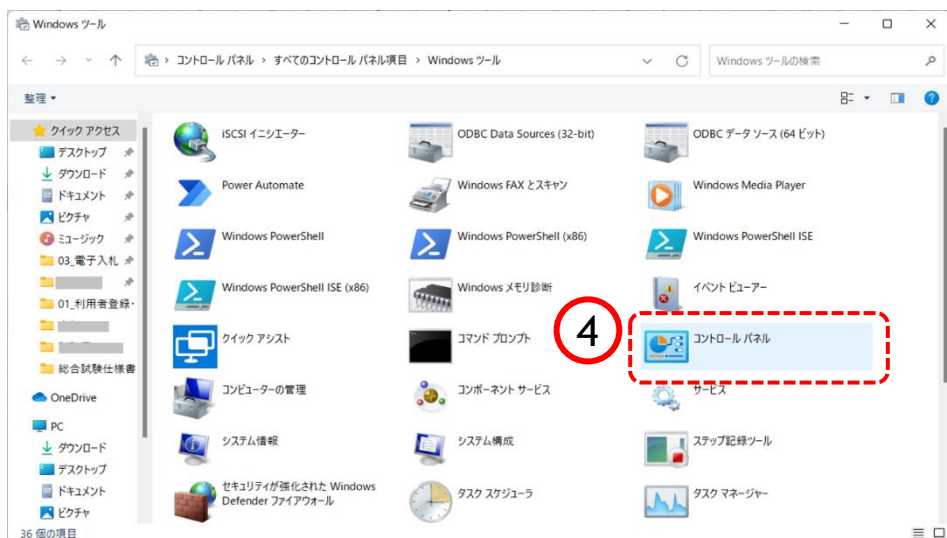 Windows ツール
コントロール パネル › すべてのコントロール パネル項目 › Windows ツール
Windows ツールの検索
整理
クイック アクセス
デスクトップ
ダウンロード
ドキュメント
ピクチャ
ミュージック
03_電子入札
01_利用者登録・
総合試験仕様書
OneDrive
PC
ダウンロード
デスクトップ
ドキュメント
ピクチャ
iSCSI イニシエーター
ODBC Data Sources (32-bit)
ODBC データ ソース (64 ビット)
Power Automate
Windows FAX とスキャン
Windows Media Player
Windows PowerShell
Windows PowerShell (x86)
Windows PowerShell ISE
Windows PowerShell ISE (x86)
Windows メモリ診断
イベント ビューアー
クイック アシスト
コマンド プロンプト
4
コントロール パネル
コンピューターの管理
コンポーネント サービス
サービス
システム情報
システム構成
ステップ記録ツール
セキュリティが強化された Windows
Defender ファイアウォール
タスク スケジューラ
タスク マネージャー
36 個の項目